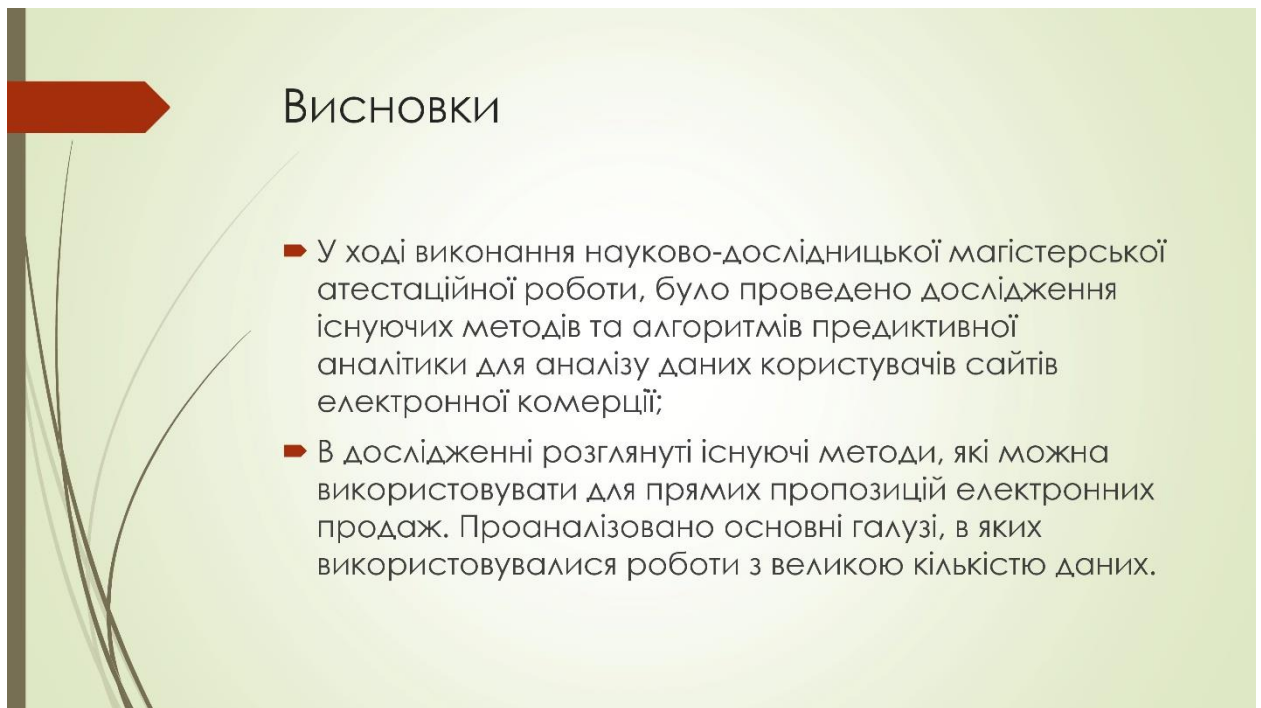 Висновки
У ході виконання науково-дослідницької магістерської
атестаційної роботи, було проведено дослідження
існуючих методів та алгоритмів предиктивної
аналітики для аналізу даних користувачів сайтів
електронної комерції;
В дослідженні розглянуті існуючі методи, які можна
використовувати для прямих пропозицій електронних
продаж. Проаналізовано основні галузі, в яких
використовувалися роботи з великою кількістю даних.